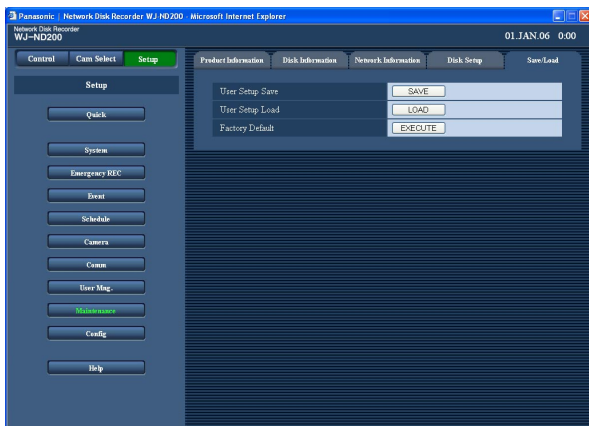 Panasonic | Network Disk Recorder WJ-ND200 - Microsoft Internet Explorer
Network Disk Recorder
WJ-ND200
01.JAN.06 0:00
Control Cam Select Setup
Product Information Disk Information Network Information Disk Setup Save/Load
Setup
User Setup Save SAVE
User Setup Load LOAD
Factory Default EXECUTE
Quick
System
Emergency REC
Event
Schedule
Camera
Comm
User Mng.
Maintenance
Config
Help